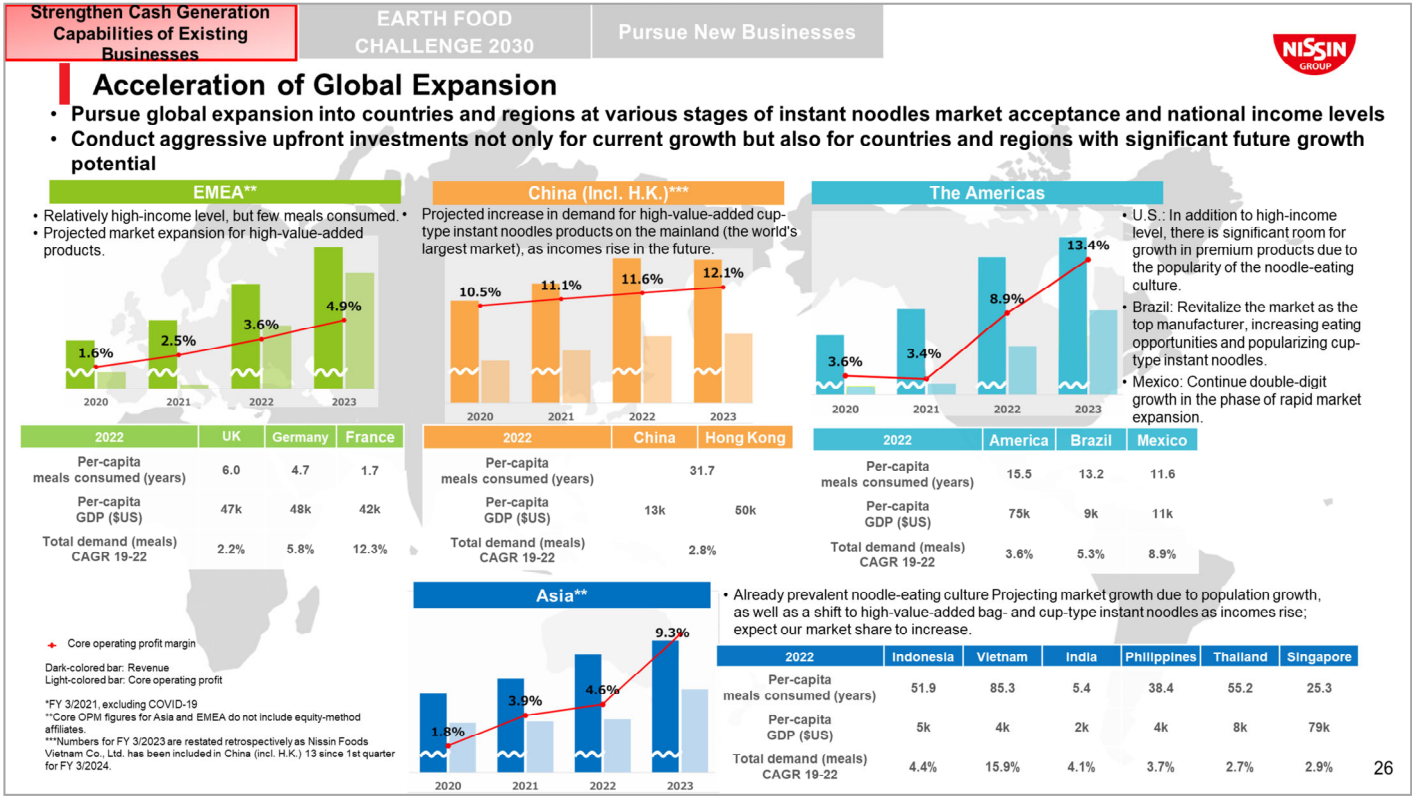 Strengthen Cash Generation
Capabilities of Existing
Businesses
EARTH FOOD
CHALLENGE 2030
Pursue New Businesses
NISSIN
GROUP
Acceleration of Global Expansion
• Pursue global expansion into countries and regions at various stages of instant noodles market acceptance and national income levels
• Conduct aggressive upfront investments not only for current growth but also for countries and regions with significant future growth
potential
EMEA**
• Relatively high-income level, but few meals consumed. •
• Projected market expansion for high-value-added
products.
1.6%
2.5%
3.6%
4.9%
2020 2021 2022 2023
2022 UK Germany France
Per-capita
meals consumed (years) 6.0 4.7 1.7
Per-capita
GDP ($US) 47k 48k 42k
Total demand (meals)
CAGR 19-22 2.2% 5.8% 12.3%
China (Incl. H.K.)***
Projected increase in demand for high-value-added cup-
type instant noodles products on the mainland (the world's
largest market), as incomes rise in the future.
10.5%
11.1%
11.6%
12.1%
2020 2021 2022 2023
2022 China Hong Kong
Per-capita
meals consumed (years) 31.7
Per-capita
GDP ($US) 13k 50k
Total demand (meals)
CAGR 19-22 2.8%
The Americas
3.6%
3.4%
8.9%
13.4%
2020 2021 2022 2023
• U.S.: In addition to high-income
level, there is significant room for
growth in premium products due to
the popularity of the noodle-eating
culture.
• Brazil: Revitalize the market as the
top manufacturer, increasing eating
opportunities and popularizing cup-
type instant noodles.
• Mexico: Continue double-digit
growth in the phase of rapid market
expansion.
2022 America Brazil Mexico
Per-capita
meals consumed (years) 15.5 13.2 11.6
Per-capita
GDP ($US) 75k 9k 11k
Total demand (meals)
CAGR 19-22 3.6% 5.3% 8.9%
Asia**
1.8%
3.9%
4.6%
9.3%
2020 2021 2022 2023
• Already prevalent noodle-eating culture Projecting market growth due to population growth,
as well as a shift to high-value-added bag- and cup-type instant noodles as incomes rise;
expect our market share to increase.
2022 Indonesia Vietnam India Philippines Thailand Singapore
Per-capita
meals consumed (years) 51.9 85.3 5.4 38.4 55.2 25.3
Per-capita
GDP ($US) 5k 4k 2k 4k 8k 79k
Total demand (meals)
CAGR 19-22 4.4% 15.9% 4.1% 3.7% 2.7% 2.9%
Core operating profit margin
Dark-colored bar: Revenue
Light-colored bar: Core operating profit
*FY 3/2021, excluding COVID-19
**Core OPM figures for Asia and EMEA do not include equity-method
affiliates.
***Numbers for FY 3/2023 are restated retrospectively as Nissin Foods
Vietnam Co., Ltd. has been included in China (incl. H.K.) 13 since 1st quarter
for FY 3/2024.
26